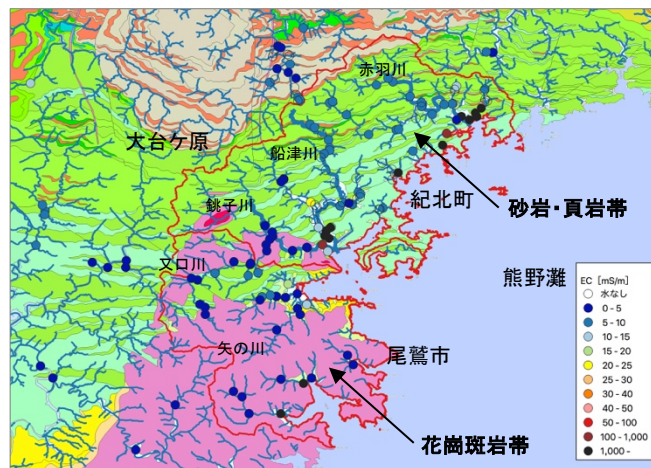 赤羽川
大台ケ原
船津川
紀北町
砂岩・頁岩帯
銚子川
又口川
熊野灘
矢の川
尾鷲市
花崗斑岩帯
EC [mS/m]
水なし
0 - 5
5 - 10
10 - 15
15 - 20
20 - 25
25 - 30
30 - 40
40 - 50
50 - 100
100 - 1,000
1,000 -